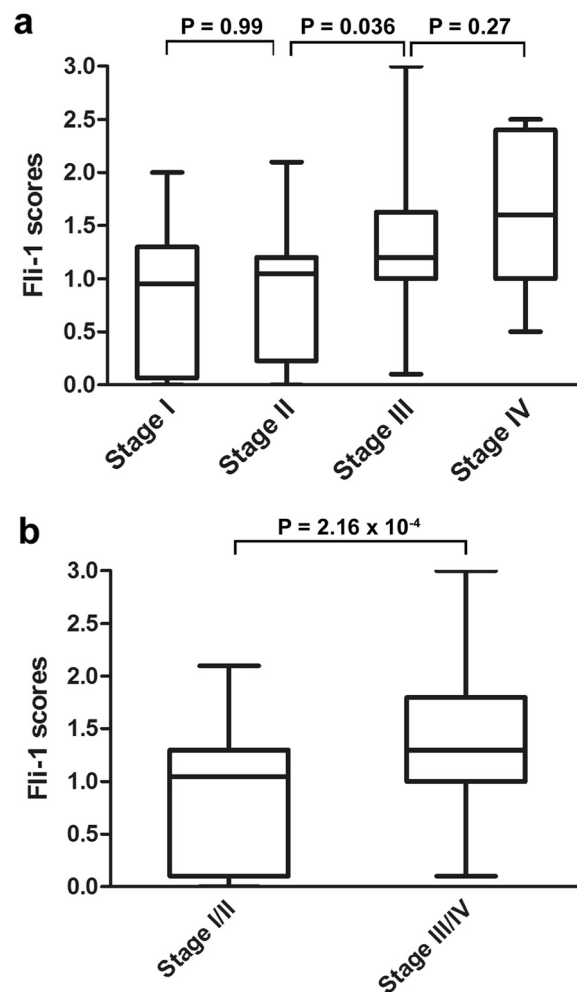 a
P = 0.99 P = 0.036 P = 0.27
3.0
2.5
2.0
1.5
1.0
0.5
0.0
Fli-1 scores
Stage I Stage II Stage III Stage IV
b
P = 2.16 x 10⁻⁴
3.0
2.5
2.0
1.5
1.0
0.5
0.0
Fli-1 scores
Stage I/II Stage III/IV